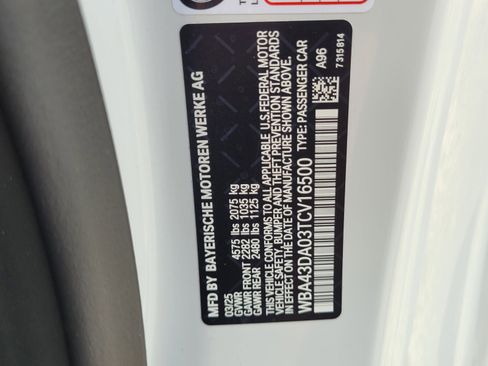 MFD BY BAYERISCHE MOTOREN WERKE AG
03/25
GVWR 4575 lbs 2075 kg
GAWR FRONT 2282 lbs 1035 kg
GAWR REAR 2480 lbs 1125 kg
THIS VEHICLE CONFORMS TO ALL APPLICABLE U.S. FEDERAL MOTOR
VEHICLE SAFETY, BUMPER AND THEFT PREVENTION STANDARDS
IN EFFECT ON THE DATE OF MANUFACTURE SHOWN ABOVE.
WBA43DA03TCV16500 TYPE: PASSENGER CAR
A96
7315814